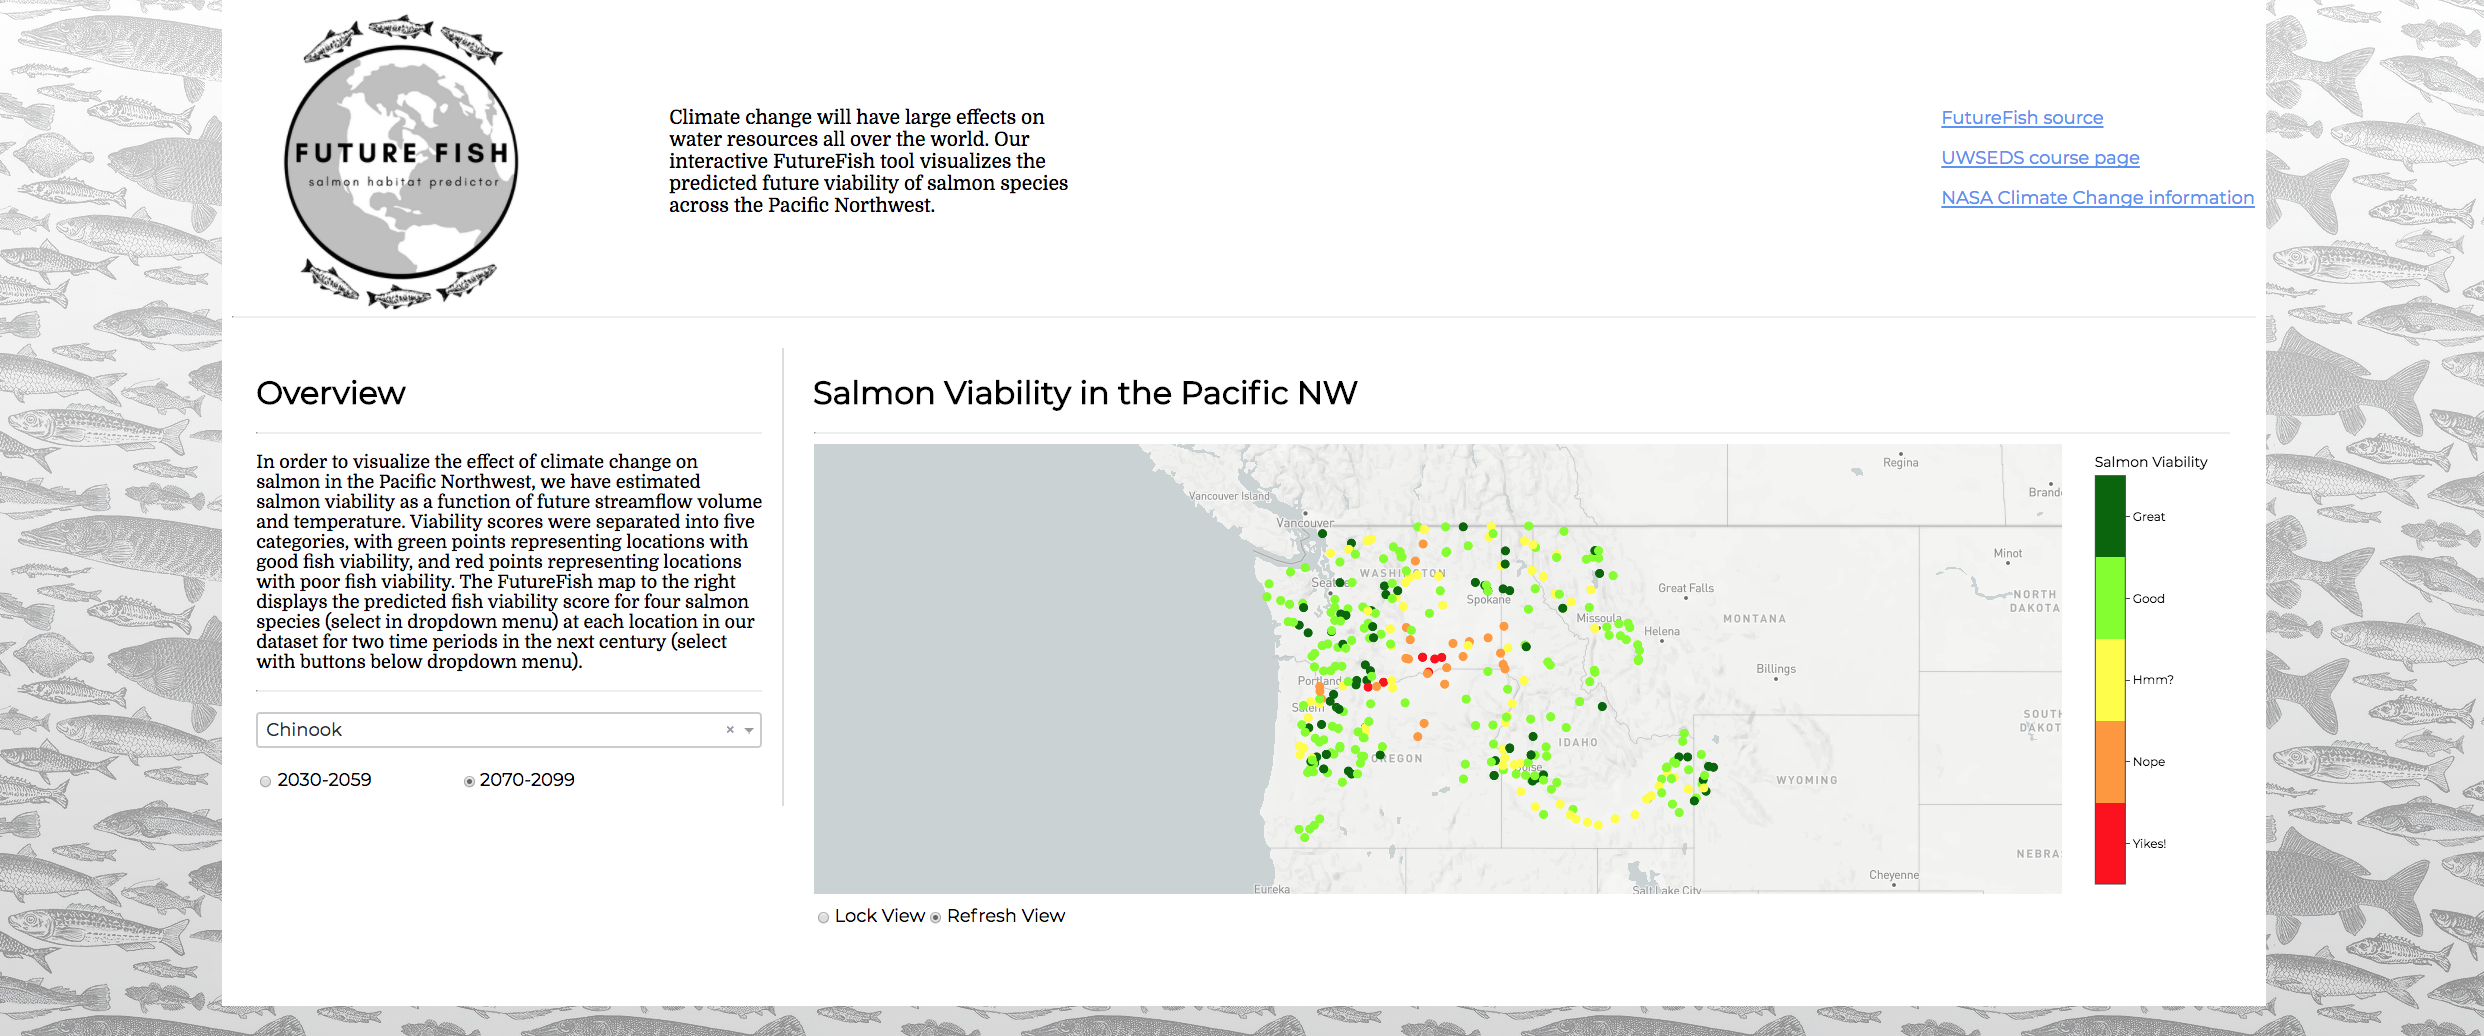 FUTURE FISH
salmon habitat predictor
Climate change will have large effects on
water resources all over the world. Our
interactive FutureFish tool visualizes the
predicted future viability of salmon species
across the Pacific Northwest.
FutureFish source
UWSEDS course page
NASA Climate Change information
Overview
In order to visualize the effect of climate change on
salmon in the Pacific Northwest, we have estimated
salmon viability as a function of future streamflow volume
and temperature. Viability scores were separated into five
categories, with green points representing locations with
good fish viability, and red points representing locations
with poor fish viability. The FutureFish map to the right
displays the predicted fish viability score for four salmon
species (select in dropdown menu) at each location in our
dataset for two time periods in the next century (select
with buttons below dropdown menu).
Chinook
2030-2059
2070-2099
Salmon Viability in the Pacific NW
Regina
Brand
Vancouver Island
Vancouver
Minot
WASHINGTON
Seattle
Great Falls
Spokane
NORTH
DAKOTA
Missoula
MONTANA
Helena
Billings
Portland
Salem
SOUTH
DAKOT
IDAHO
OREGON
Boise
WYOMING
NEBRA
Cheyenne
Eureka
Salt Lake City
Salmon Viability
Great
Good
Hmm?
Nope
Yikes!
Lock View
Refresh View